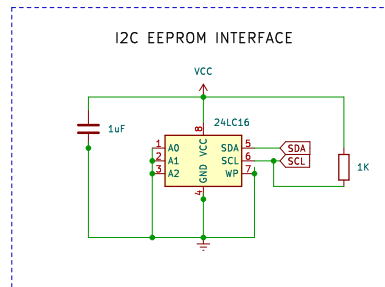 I2C EEPROM INTERFACE
VCC
24LC16
1uF
8
VCC
1 A0
2 A1
3 A2
SDA 5
SCL 6
WP 7
GND
4
SDA
SCL
1K